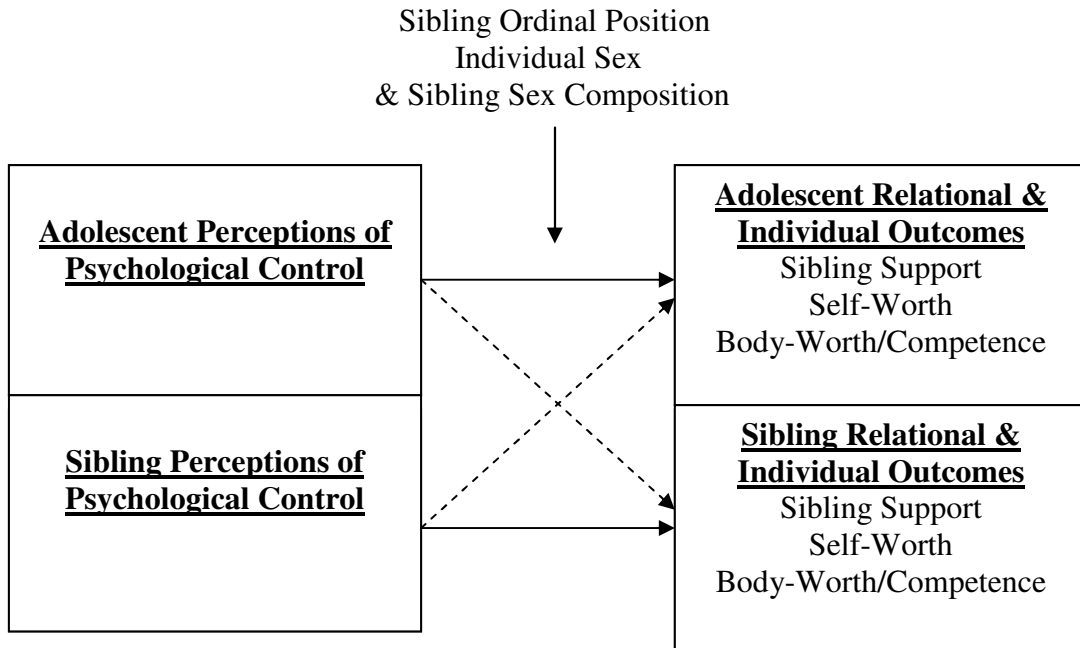 Sibling Ordinal Position
Individual Sex
& Sibling Sex Composition
Adolescent Perceptions of
Psychological Control
Adolescent Relational &
Individual Outcomes
Sibling Support
Self-Worth
Body-Worth/Competence
Sibling Perceptions of
Psychological Control
Sibling Relational &
Individual Outcomes
Sibling Support
Self-Worth
Body-Worth/Competence